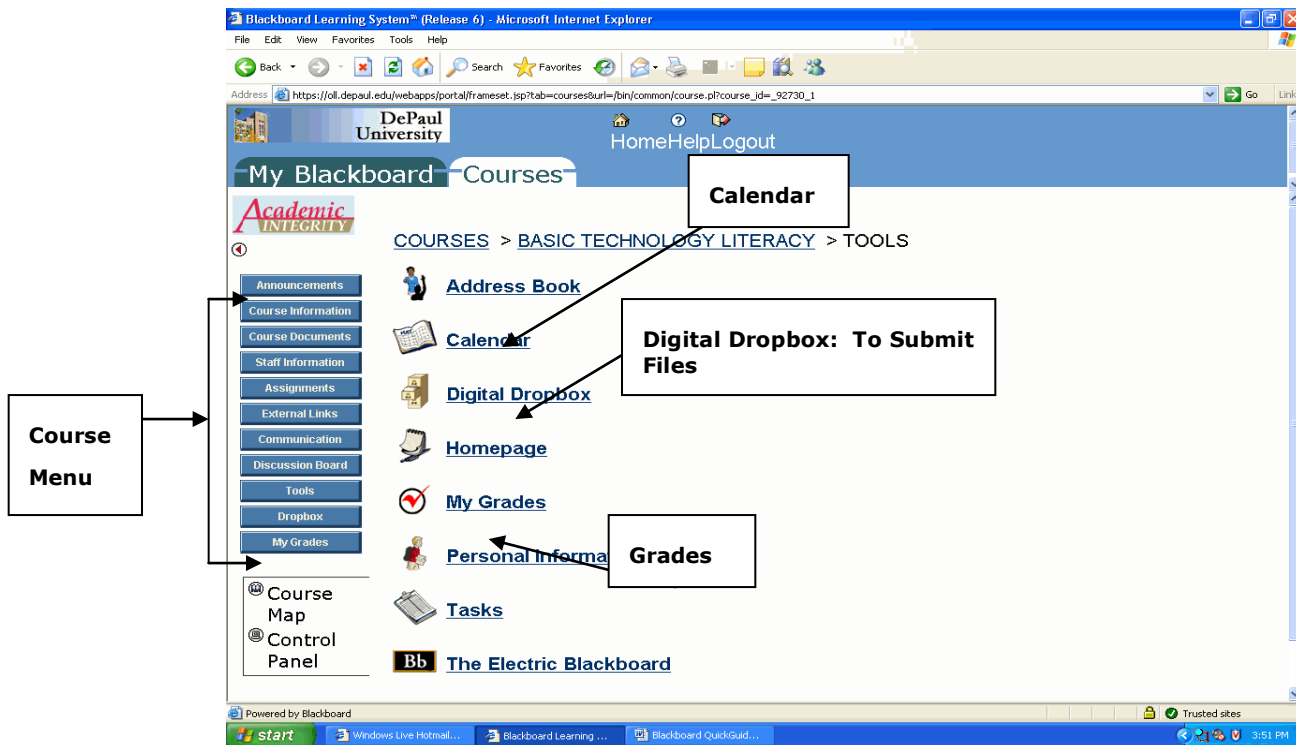 Blackboard Learning System™ (Release 6) - Microsoft Internet Explorer
File Edit View Favorites Tools Help
Back Search Favorites
Address https://oll.depaul.edu/webapps/portal/frameset.jsp?tab=courses&url=/bin/common/course.pl?course_id=_92730_1 Go Link
DePaul
University
HomeHelpLogout
My Blackboard Courses
Calendar
Academic
INTEGRITY
COURSES > BASIC TECHNOLOGY LITERACY > TOOLS
Announcements
Course Information
Course Documents
Staff Information
Assignments
External Links
Communication
Discussion Board
Tools
Dropbox
My Grades
Course
Map
Control
Panel
Course
Menu
Address Book
Calendar
Digital Dropbox
Homepage
My Grades
Personal Informa
Tasks
Bb The Electric Blackboard
Digital Dropbox: To Submit
Files
Grades
Powered by Blackboard Trusted sites
start Windows Live Hotmail... Blackboard Learning ... Blackboard QuickGuid... 3:51 PM